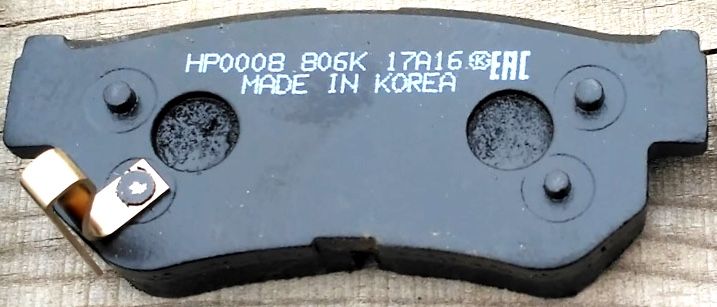 HP0008 806K 17A16 Ⓚ EAC
MADE IN KOREA